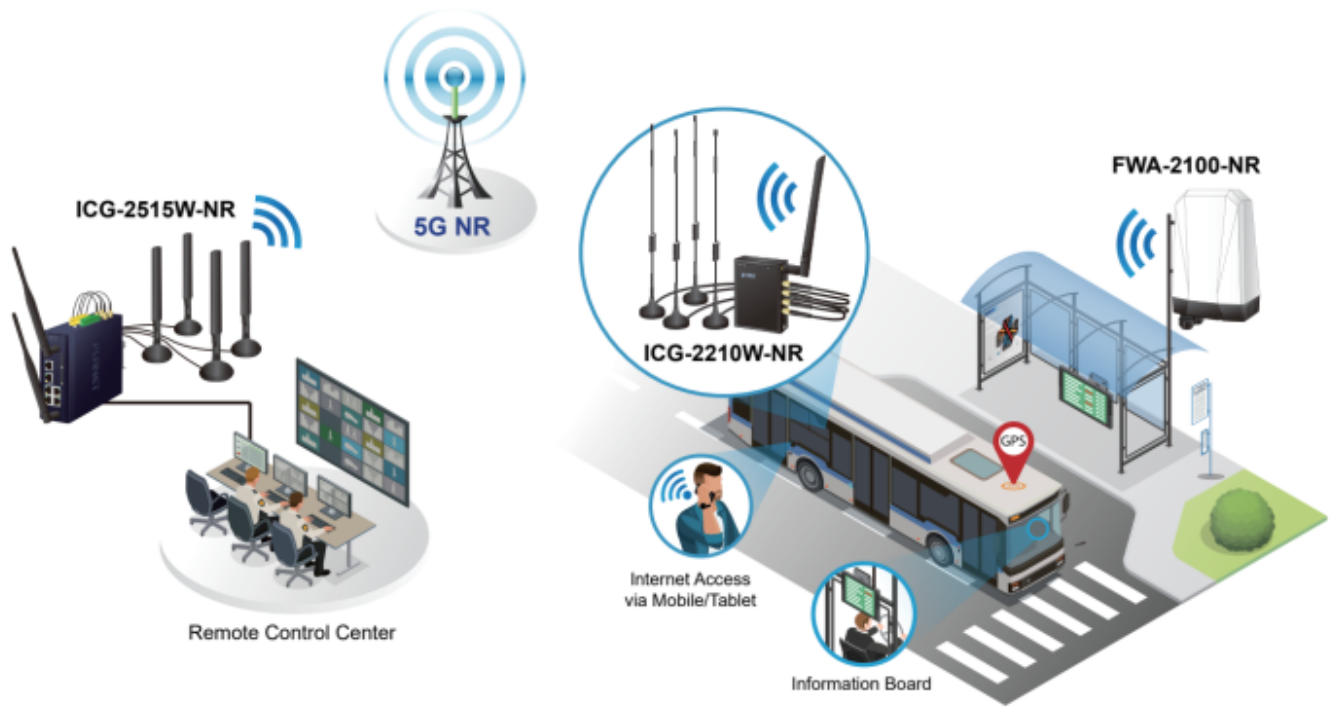 ICG-2515W-NR
5G NR
FWA-2100-NR
ICG-2210W-NR
GPS
Internet Access
via Mobile/Tablet
Information Board
Remote Control Center
PLANET